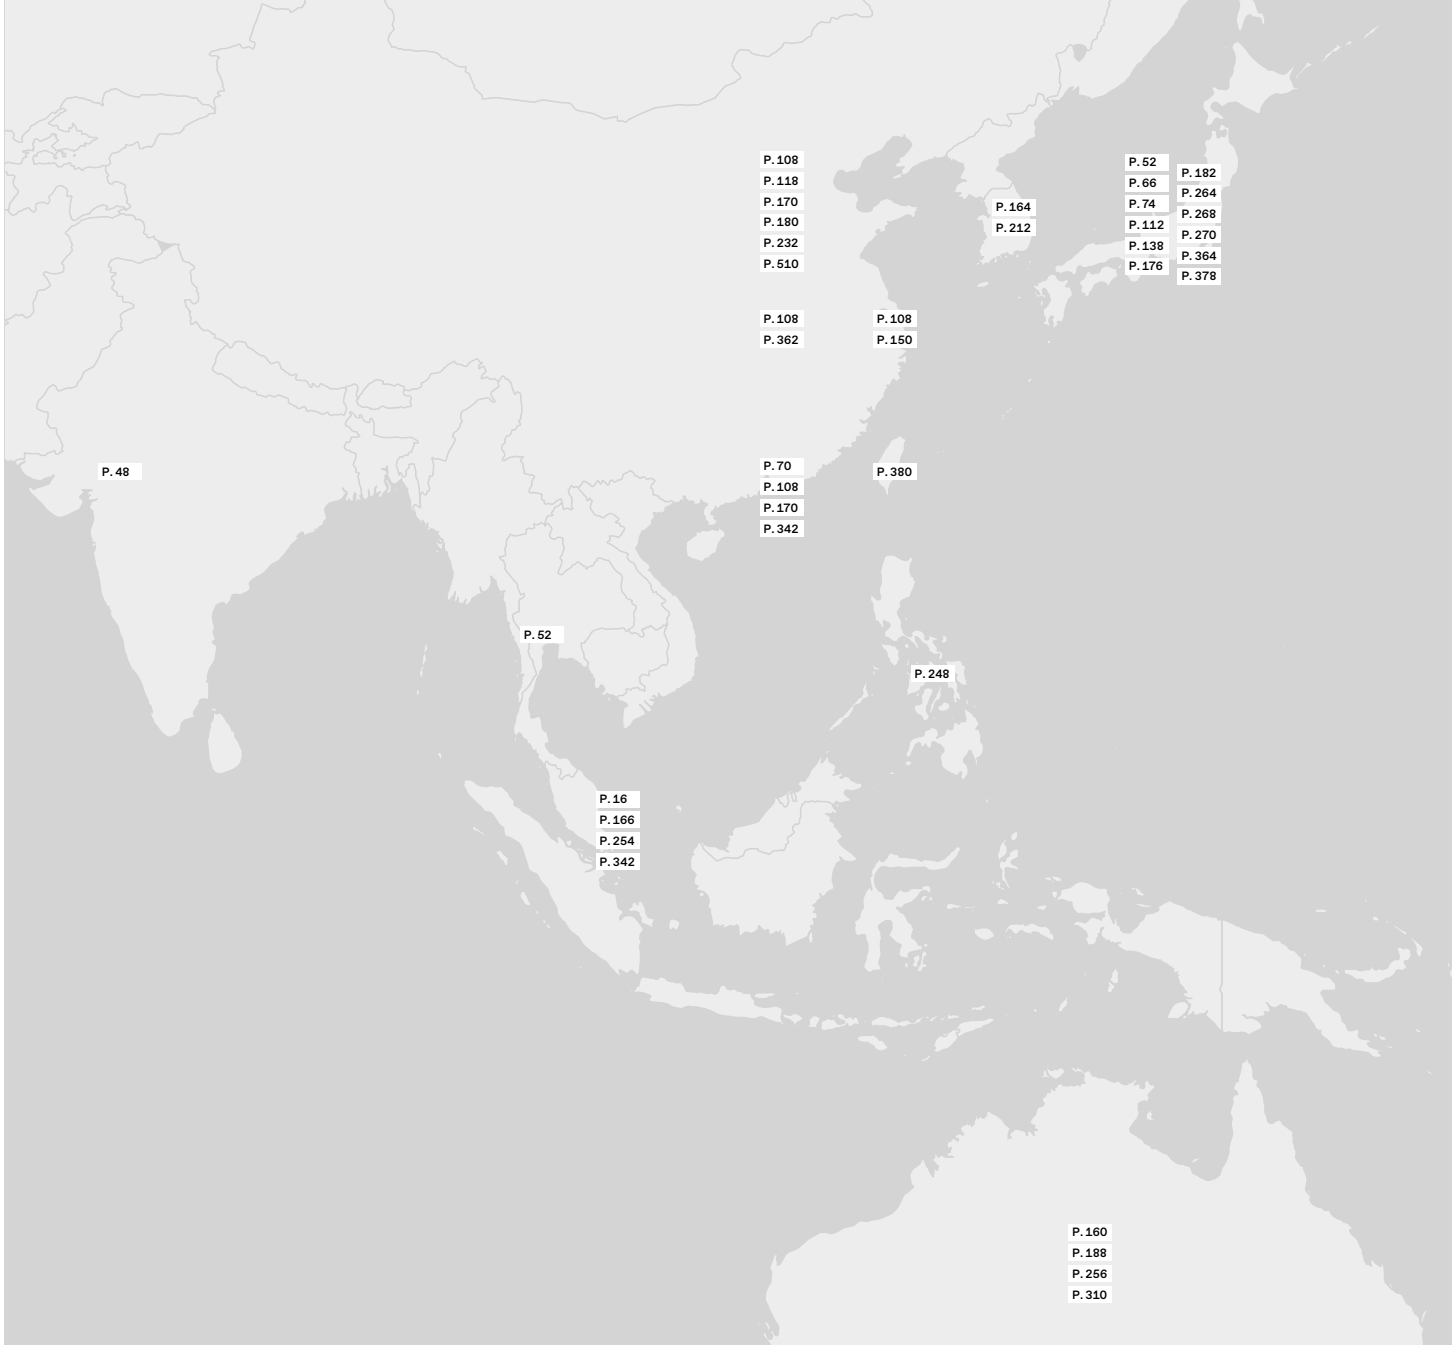 P. 108
P. 118
P. 170
P. 180
P. 232
P. 510
P. 52
P. 66
P. 74
P. 112
P. 138
P. 176
P. 182
P. 264
P. 268
P. 270
P. 364
P. 378
P. 164
P. 212
P. 108
P. 362
P. 108
P. 150
P. 48
P. 70
P. 108
P. 170
P. 342
P. 380
P. 52
P. 248
P. 16
P. 166
P. 254
P. 342
P. 160
P. 188
P. 256
P. 310